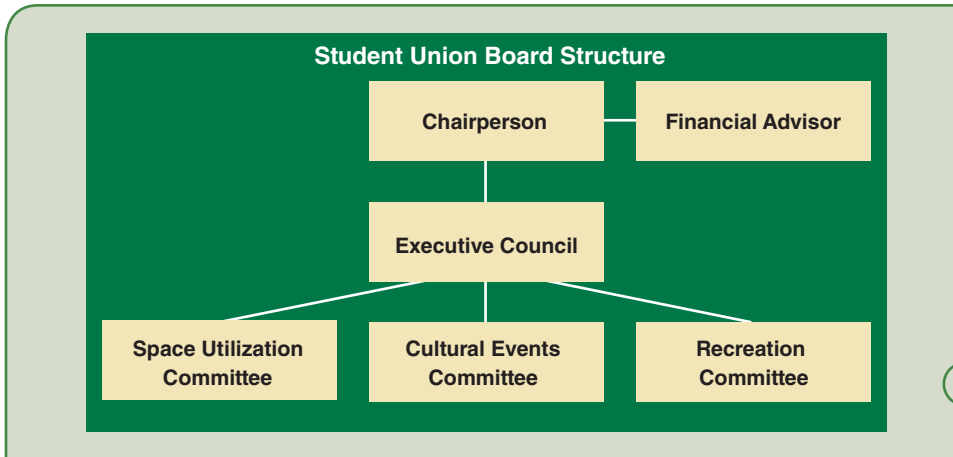 Student Union Board Structure
Chairperson
Financial Advisor
Executive Council
Space Utilization
Committee
Cultural Events
Committee
Recreation
Committee